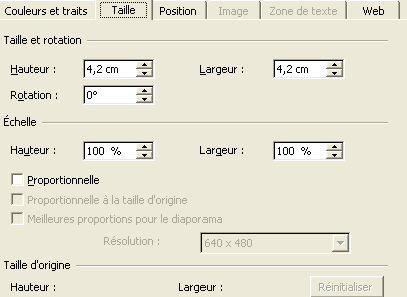 Couleurs et traits Taille Position Image Zone de texte Web
Taille et rotation
Hauteur : 4,2 cm Largeur : 4,2 cm
Rotation : 0°
Échelle
Hauteur : 100 % Largeur : 100 %
Proportionnelle
Proportionnelle à la taille d'origine
Meilleures proportions pour le diaporama
Résolution : 640 x 480
Taille d'origine
Hauteur : Largeur : Réinitialiser